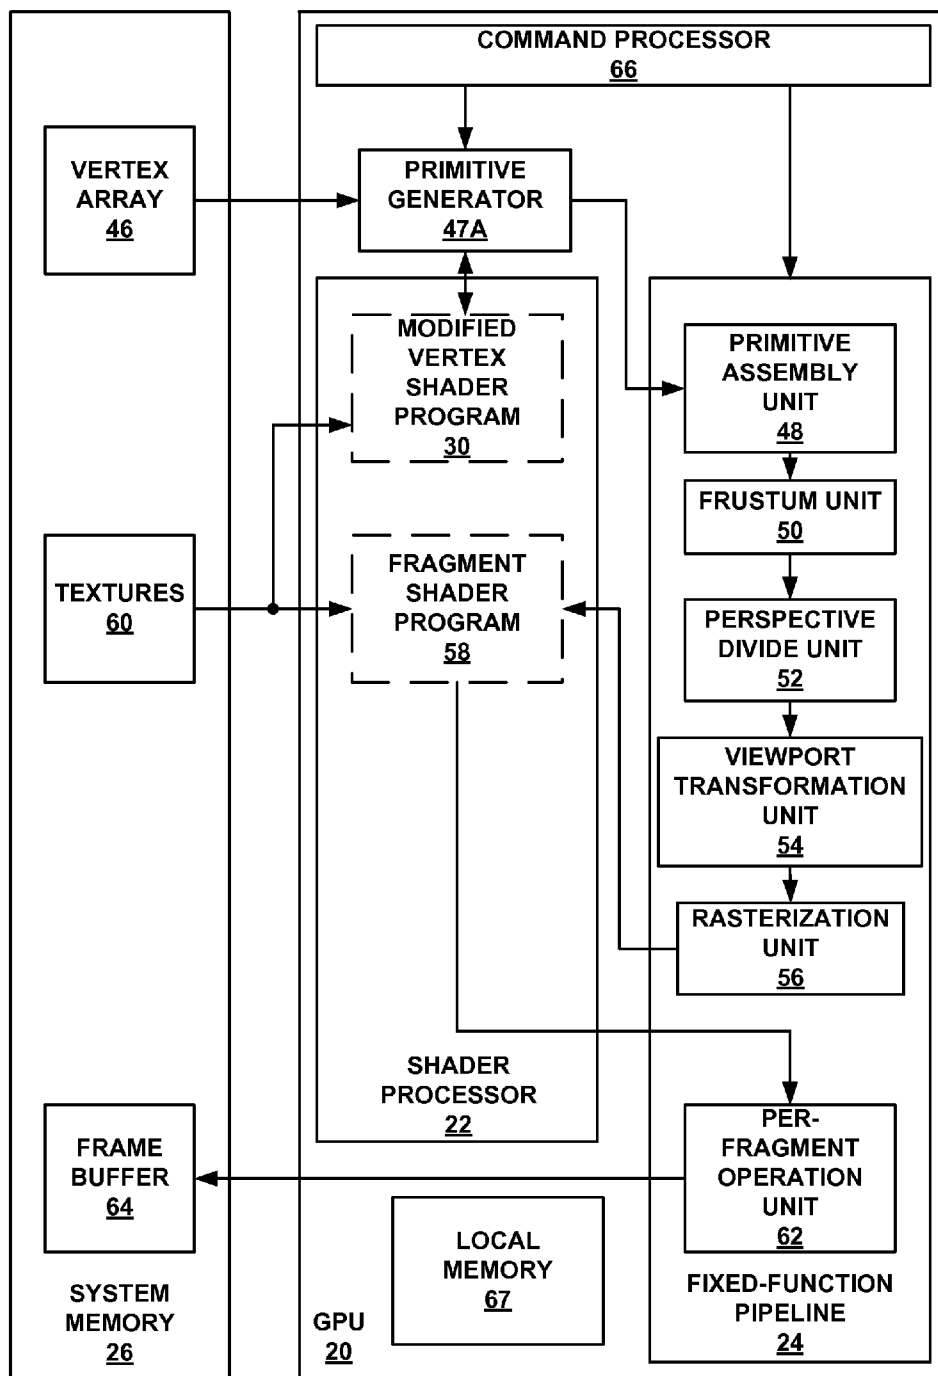 COMMAND PROCESSOR
66
VERTEX
ARRAY
46
PRIMITIVE
GENERATOR
47A
MODIFIED
VERTEX
SHADER
PROGRAM
30
PRIMITIVE
ASSEMBLY
UNIT
48
FRUSTUM UNIT
50
TEXTURES
60
FRAGMENT
SHADER
PROGRAM
58
PERSPECTIVE
DIVIDE UNIT
52
VIEWPORT
TRANSFORMATION
UNIT
54
RASTERIZATION
UNIT
56
SHADER
PROCESSOR
22
FRAME
BUFFER
64
PER-
FRAGMENT
OPERATION
UNIT
62
LOCAL
MEMORY
67
SYSTEM
MEMORY
26
GPU
20
FIXED-FUNCTION
PIPELINE
24